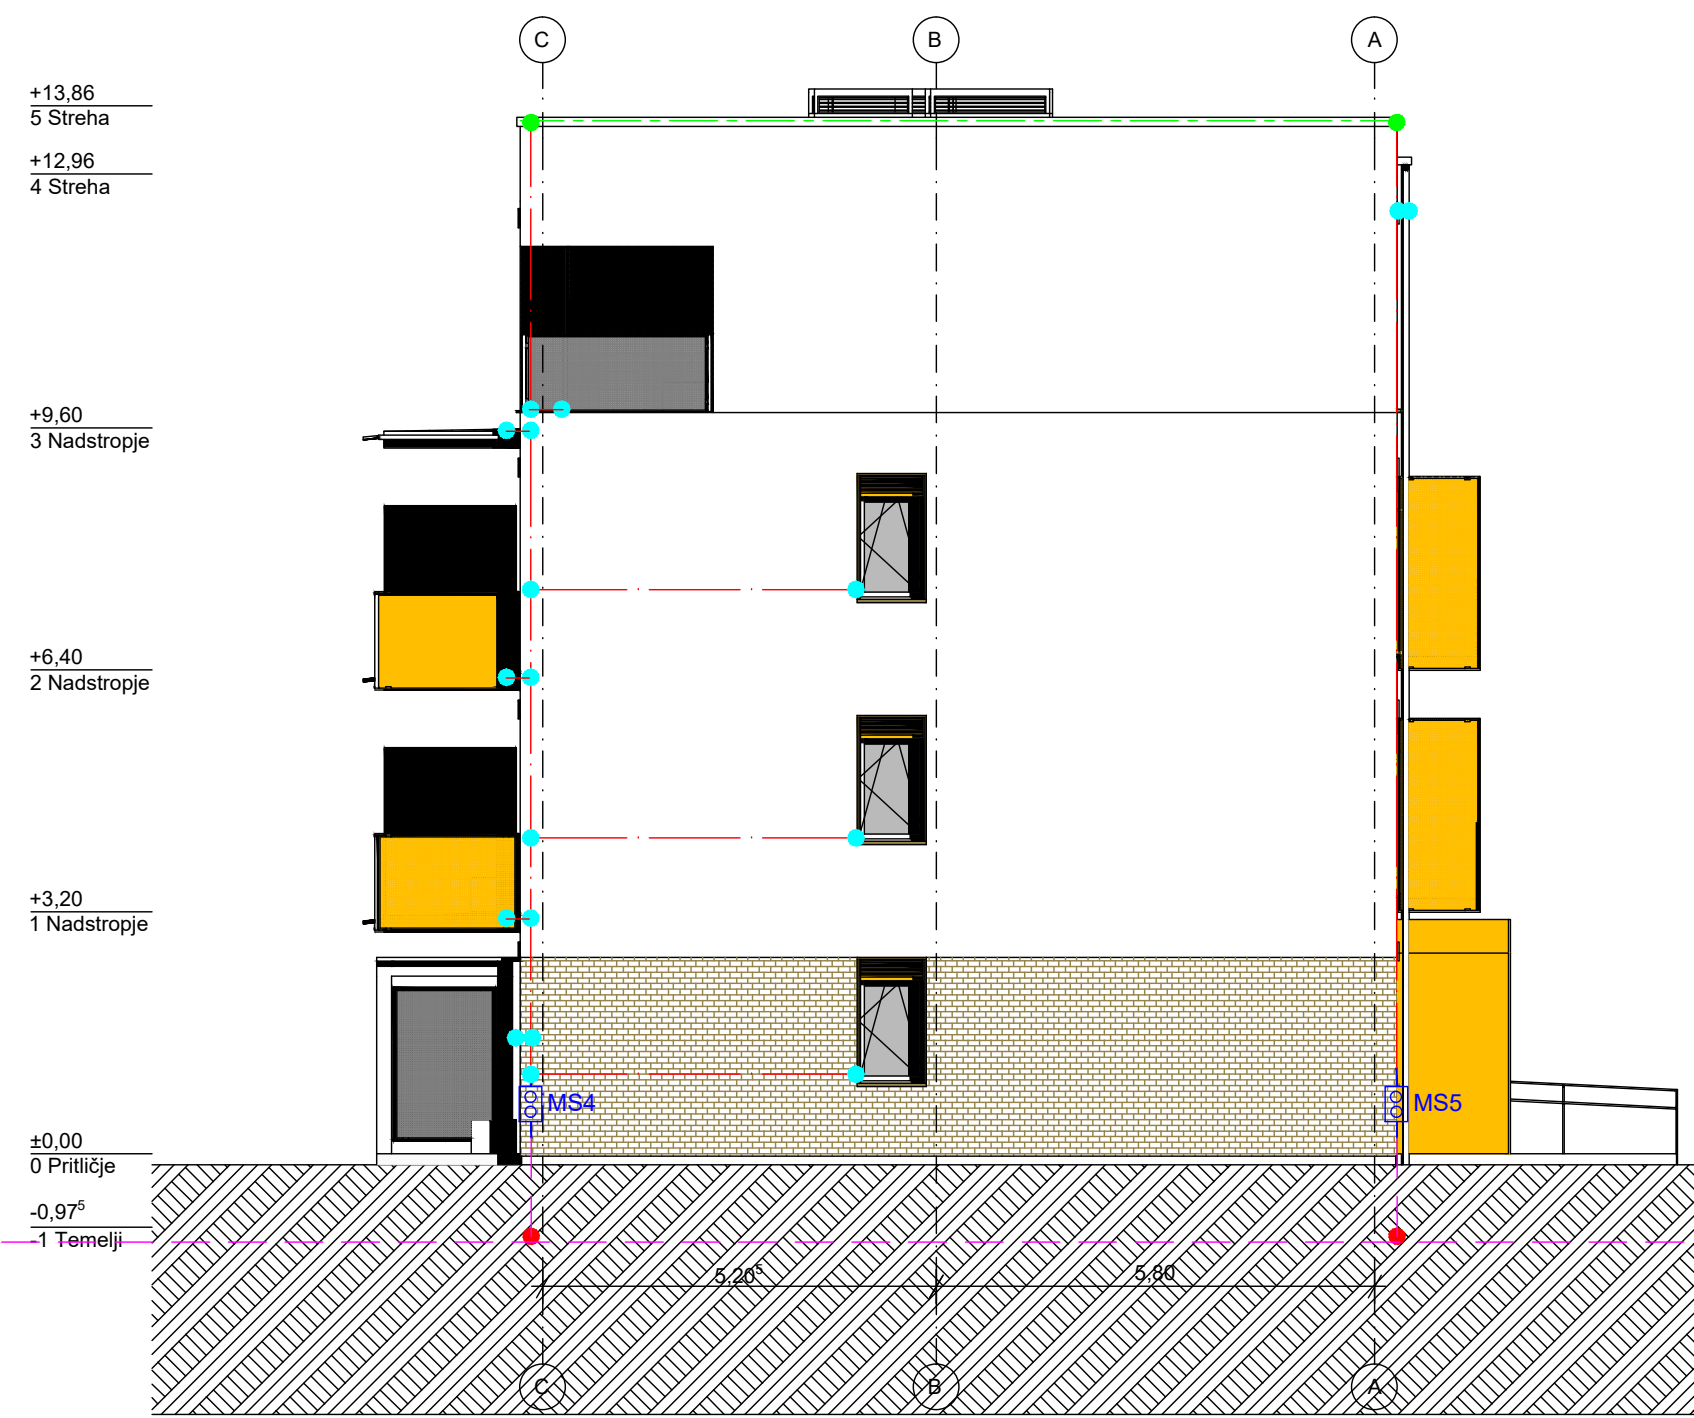 C
B
A
+13,86
5 Streha
+12,96
4 Streha
+9,60
3 Nadstropje
+6,40
2 Nadstropje
+3,20
1 Nadstropje
MS4
MS5
±0,00
0 Pritličje
-0,97⁵
-1 Temelji
5,20⁵
5,80
C
B
A